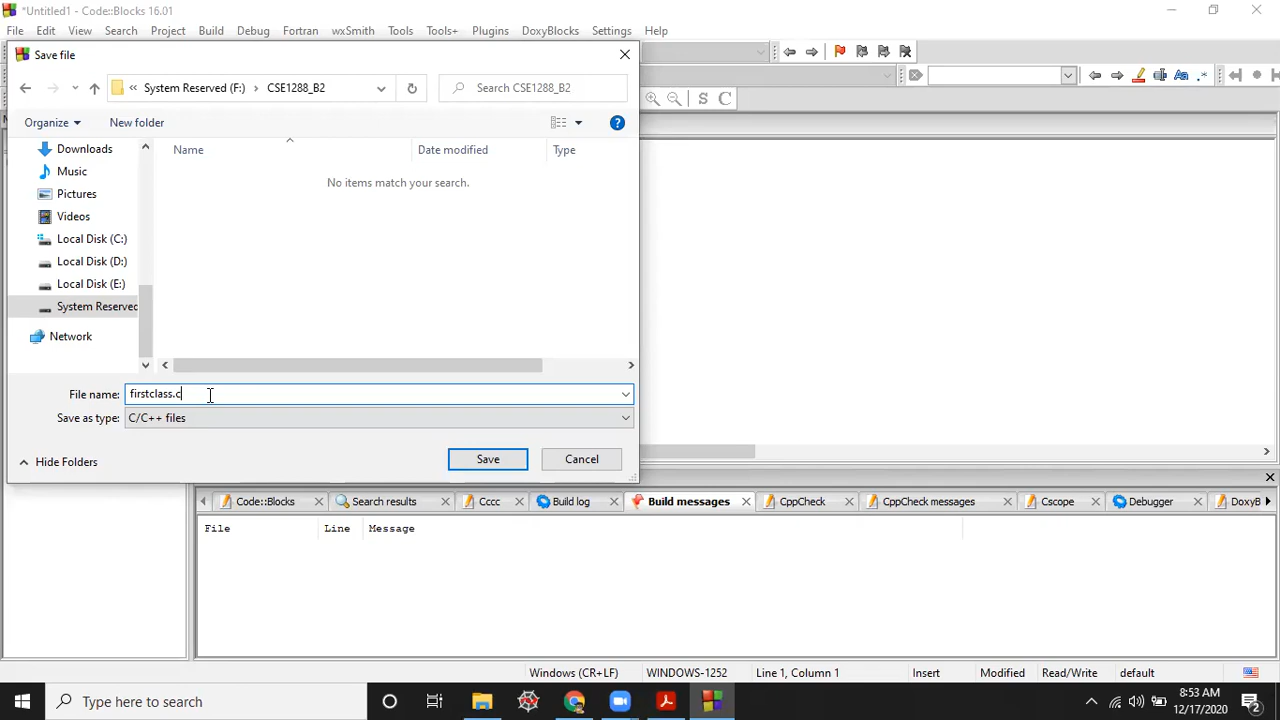 *Untitled1 - Code::Blocks 16.01
File Edit View Search Project Build Debug Fortran wxSmith Tools Tools+ Plugins DoxyBlocks Settings Help
Save file
System Reserved (F:) > CSE1288_B2
Search CSE1288_B2
Organize
New folder
Name
Date modified
Type
No items match your search.
Downloads
Music
Pictures
Videos
Local Disk (C:)
Local Disk (D:)
Local Disk (E:)
System Reserved
Network
File name: firstclass.c
Save as type: C/C++ files
Hide Folders
Save
Cancel
S C
Code::Blocks Search results Cccc Build log Build messages CppCheck CppCheck messages Cscope Debugger DoxyB
File Line Message
Windows (CR+LF) WINDOWS-1252 Line 1, Column 1 Insert Modified Read/Write default
Type here to search
8:53 AM
12/17/2020
2